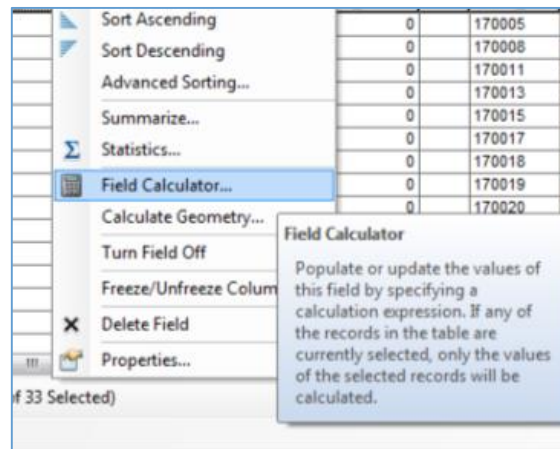 Sort Ascending 0 170005
Sort Descending 0 170008
Advanced Sorting... 0 170011
0 170013
Summarize... 0 170015
Σ Statistics... 0 170017
0 170018
Field Calculator... 0 170019
Calculate Geometry... 0 170020
Turn Field Off
Freeze/Unfreeze Colum
Delete Field
Properties...
Field Calculator
Populate or update the values of
this field by specifying a
calculation expression. If any of
the records in the table are
currently selected, only the values
of the selected records will be
calculated.
f 33 Selected)